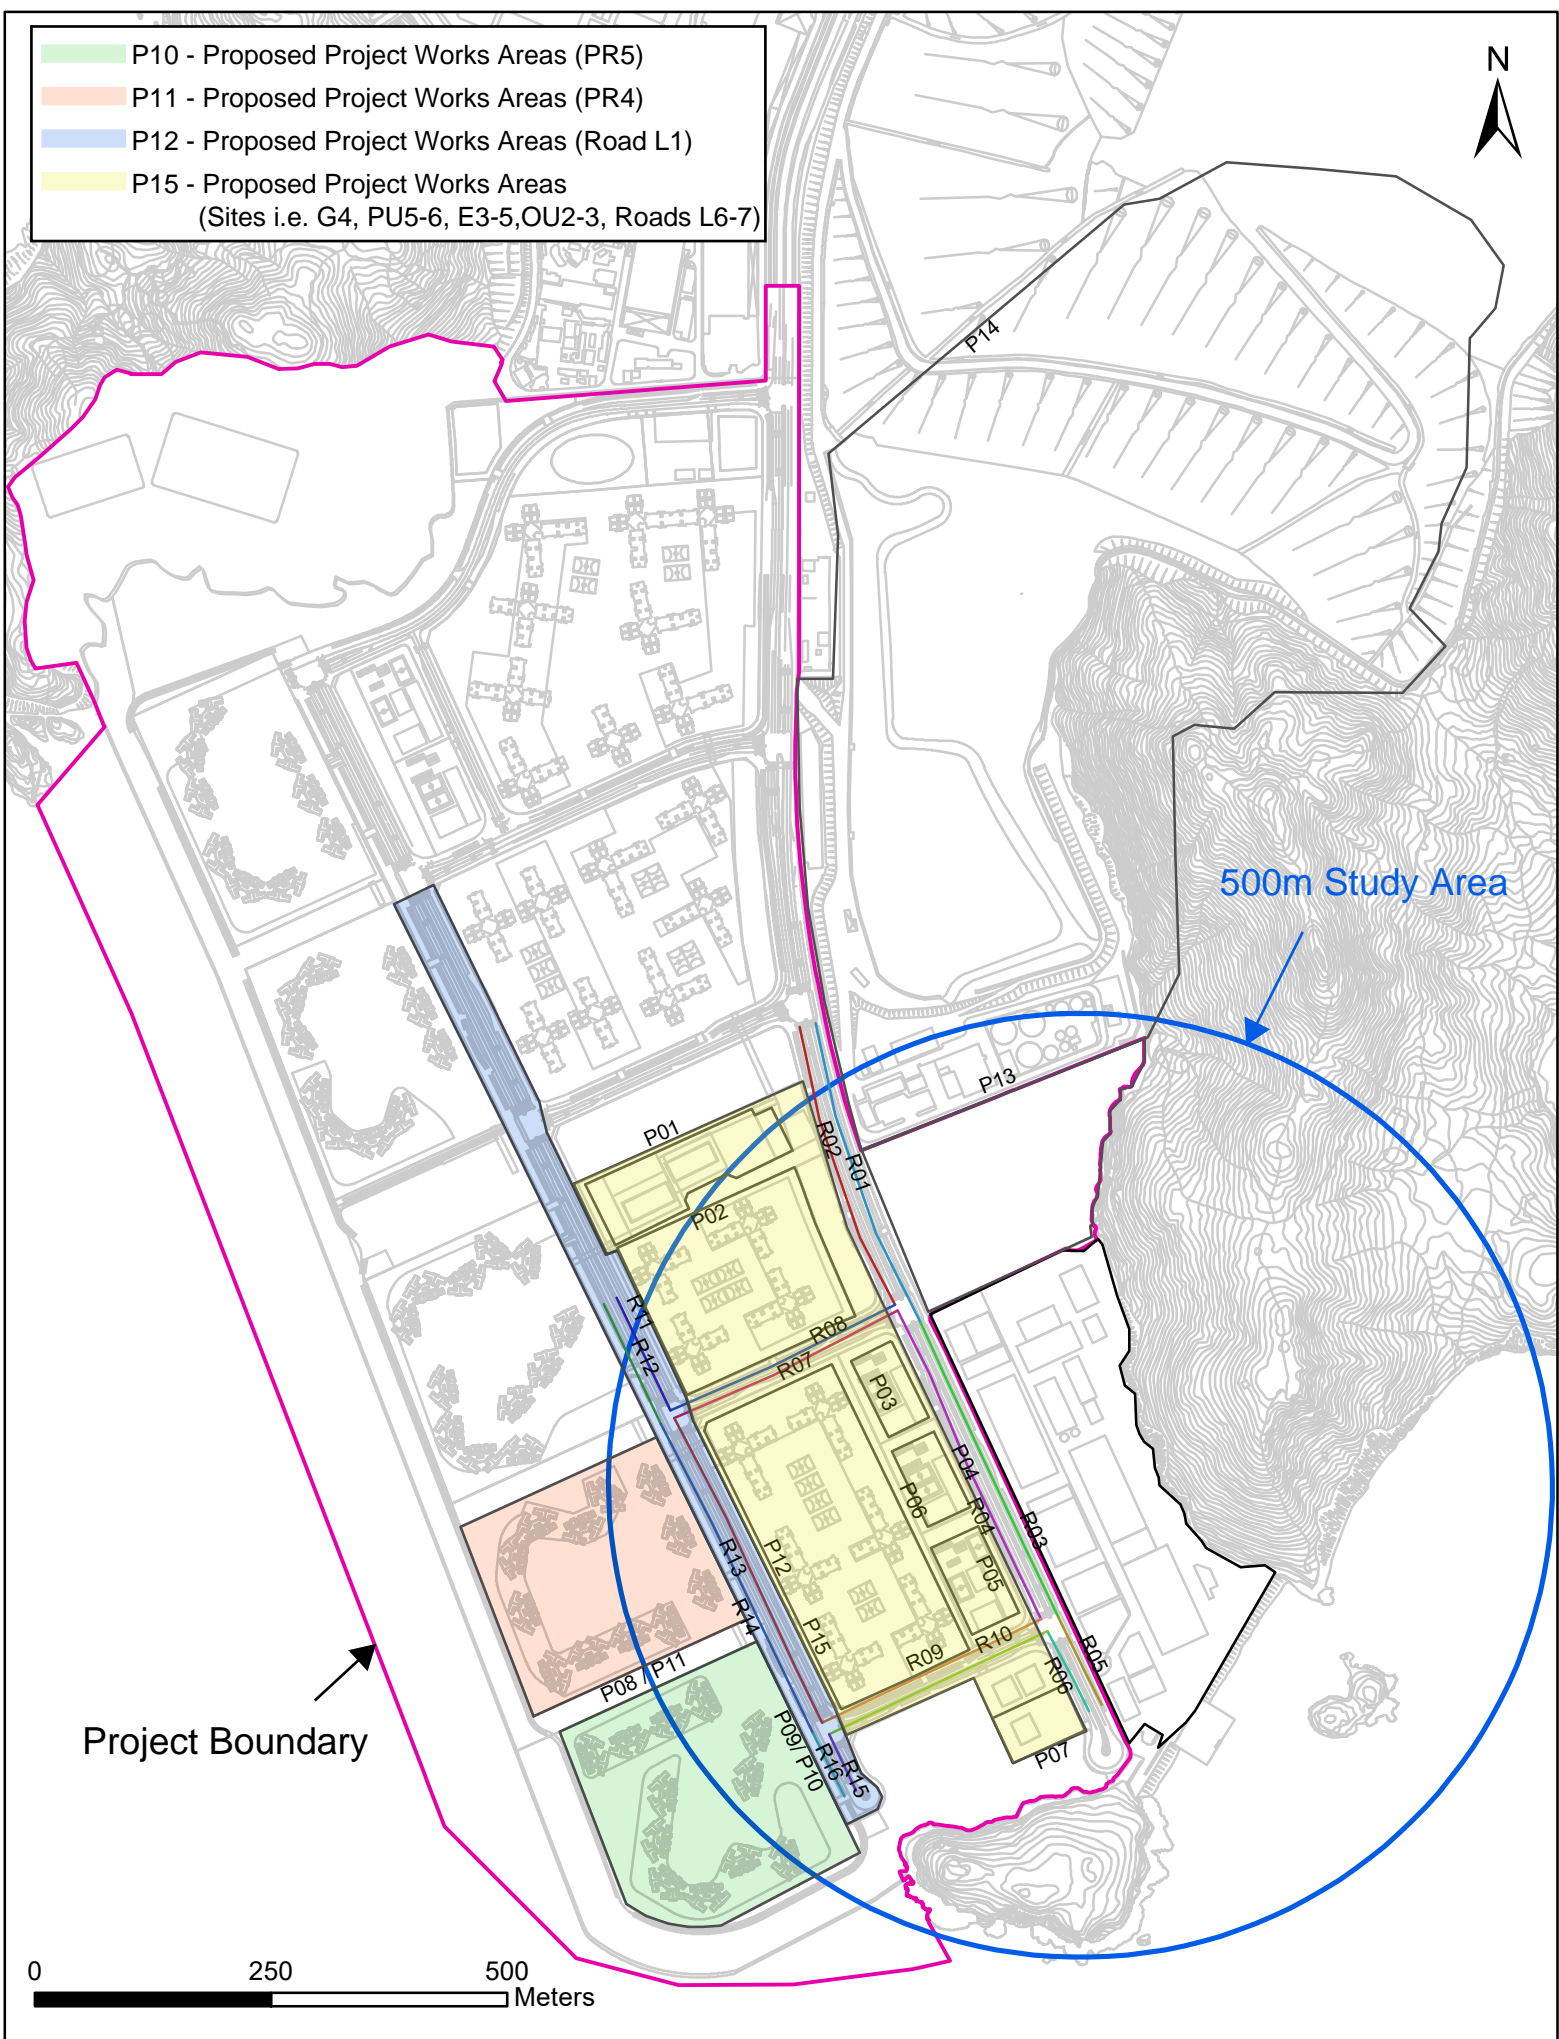 P10 - Proposed Project Works Areas (PR5)
P11 - Proposed Project Works Areas (PR4)
P12 - Proposed Project Works Areas (Road L1)
P15 - Proposed Project Works Areas
(Sites i.e. G4, PU5-6, E3-5,OU2-3, Roads L6-7)
N
P14
500m Study Area
P13
P01
R02
R01
P02
R11
R12
R08
R07
P03
P04
P06
R04
R03
R13
P12
P05
R14
P15
R09
R10
R05
R06
P08 / P11
P09/ P10
R16
R15
P07
Project Boundary
0 250 500
Meters